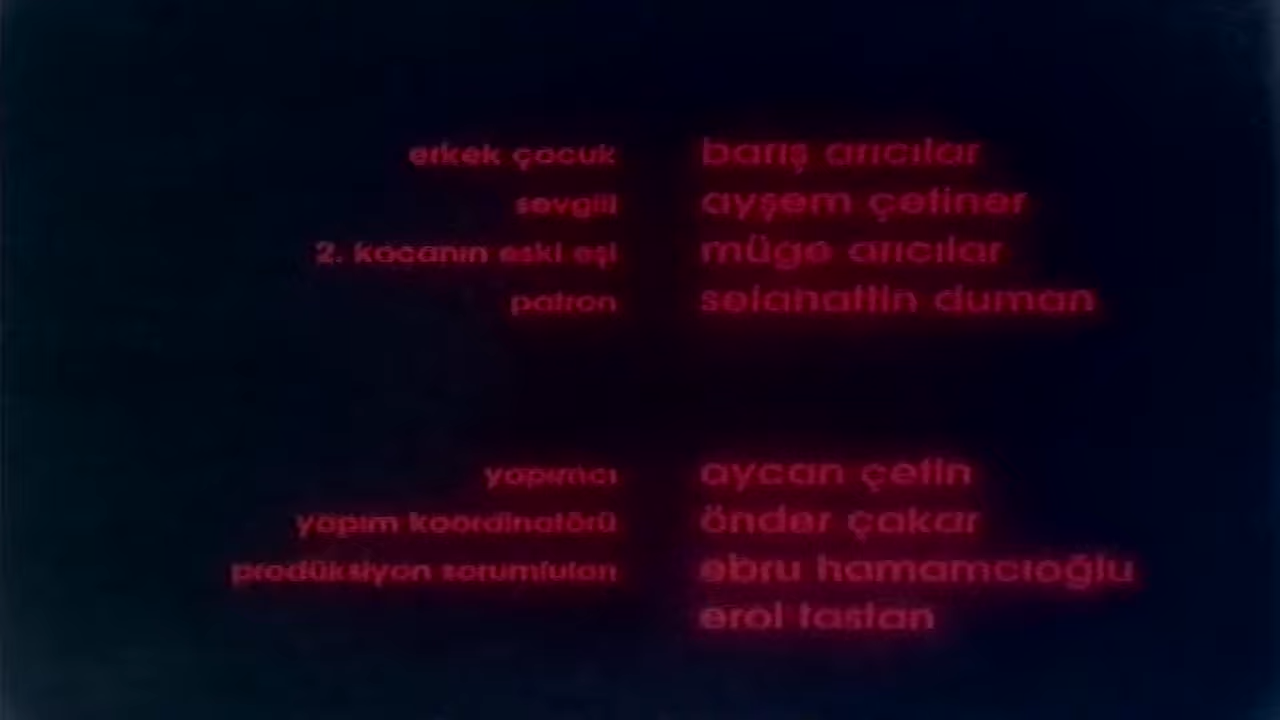 erkek çocuk barış arıcılar
sevgili ayşem çetiner
2. kocanın eski eşi müge arıcılar
patron selahattin duman
yapımcı aycan çetin
yapım koordinatörü önder çakar
prodüksiyon sorumluları ebru hamamcıoğlu
erol taştan